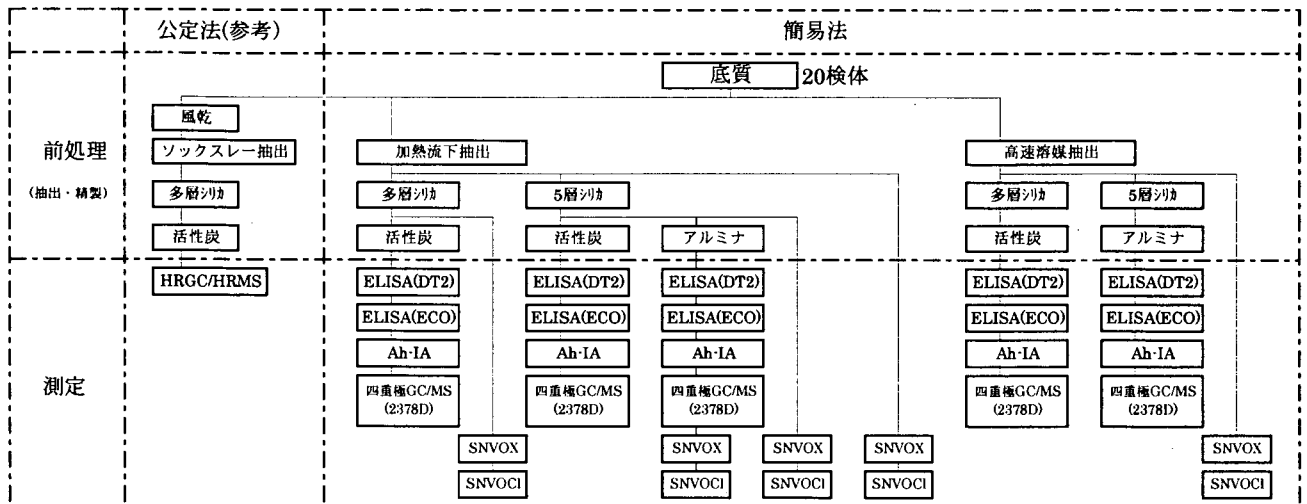 公定法(参考)
簡易法
底質 20検体
風乾
前処理
(抽出・精製)
ソックスレー抽出 加熱流下抽出 高速溶媒抽出
多層シリカ 多層シリカ 5層シリカ 多層シリカ 5層シリカ
活性炭 活性炭 活性炭 アルミナ 活性炭 アルミナ
測定
HRGC/HRMS ELISA(DT2) ELISA(DT2) ELISA(DT2) ELISA(DT2) ELISA(DT2)
ELISA(ECO) ELISA(ECO) ELISA(ECO) ELISA(ECO) ELISA(ECO)
Ah-IA Ah-IA Ah-IA Ah-IA Ah-IA
四重極GC/MS 四重極GC/MS 四重極GC/MS 四重極GC/MS 四重極GC/MS
(2378D) (2378D) (2378D) (2378D) (2378D)
SNVOX SNVOX SNVOX SNVOX SNVOX
SNVOCl SNVOCl SNVOCl SNVOCl SNVOCl